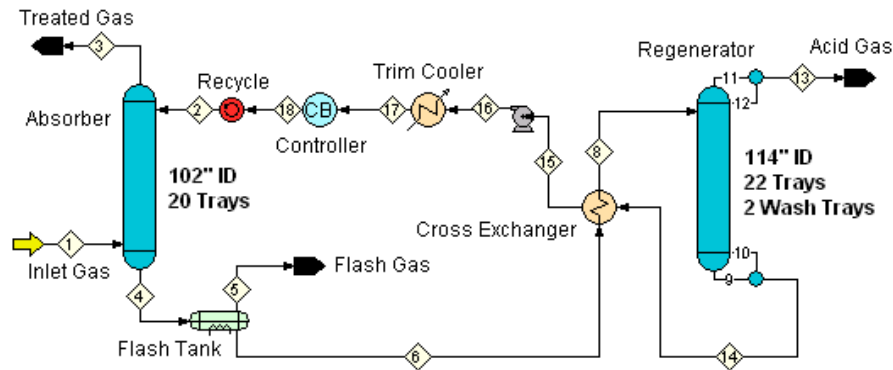 Treated Gas
3
Absorber
Recycle
2
18
CB
Controller
Trim Cooler
17
16
15
8
Regenerator
11
12
13
Acid Gas
102" ID
20 Trays
114" ID
22 Trays
2 Wash Trays
Cross Exchanger
1
Inlet Gas
4
5
Flash Gas
Flash Tank
6
10
9
14